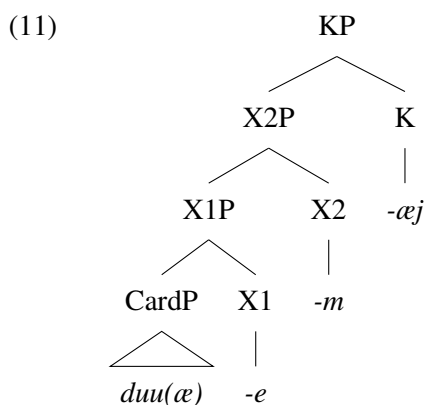 (11) KP
X2P K
X1P X2 -æj
CardP X1 -m
duu(æ) -e